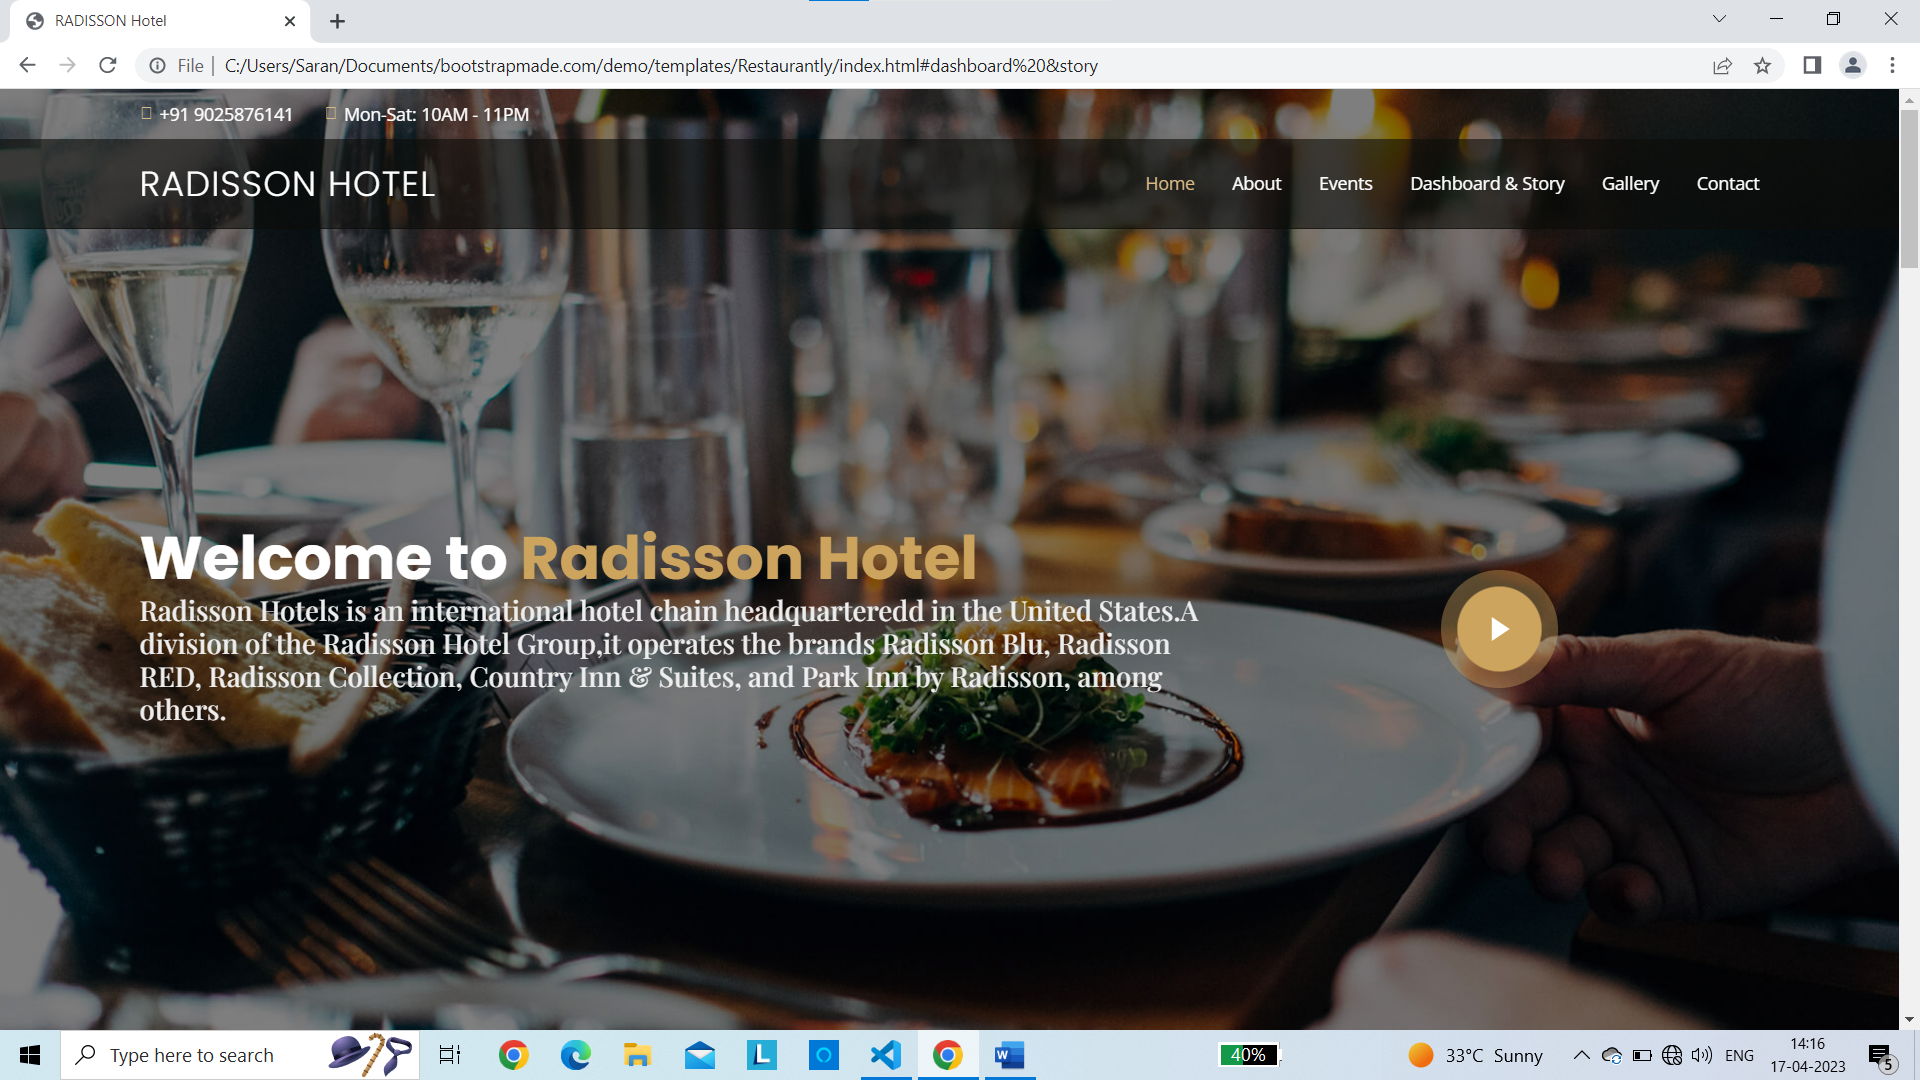 RADISSON Hotel
File | C:/Users/Saran/Documents/bootstrapmade.com/demo/templates/Restaurantly/index.html#dashboard%20&story
+91 9025876141 Mon-Sat: 10AM - 11PM
RADISSON HOTEL Home About Events Dashboard & Story Gallery Contact
Welcome to Radisson Hotel
Radisson Hotels is an international hotel chain headquarteredd in the United States.A
division of the Radisson Hotel Group,it operates the brands Radisson Blu, Radisson
RED, Radisson Collection, Country Inn & Suites, and Park Inn by Radisson, among
others.
Type here to search 40% 33°C Sunny ENG 14:16
17-04-2023 5